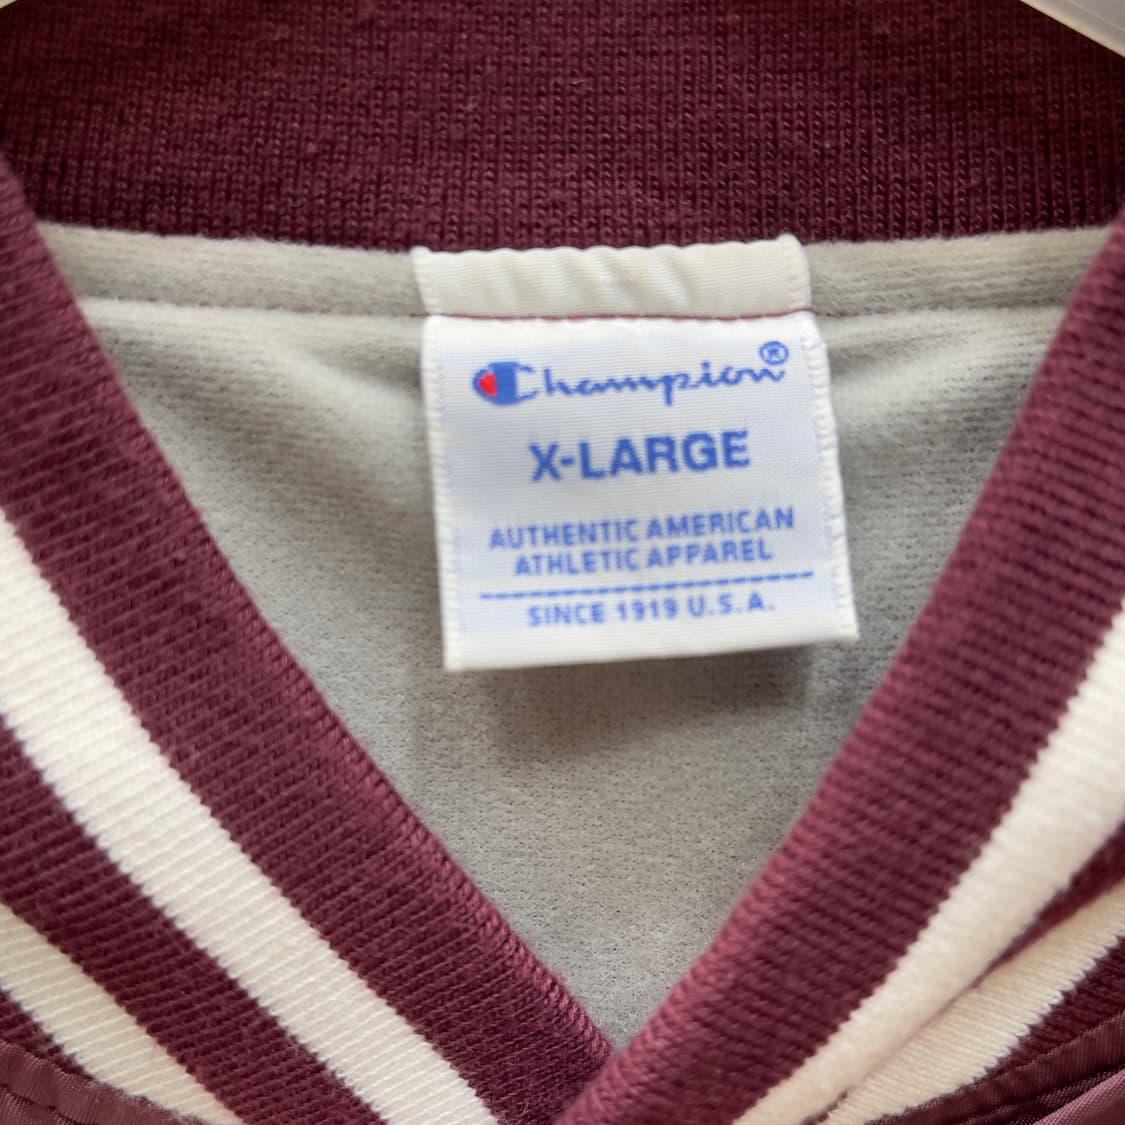 Champion®
X-LARGE
AUTHENTIC AMERICAN
ATHLETIC APPAREL
SINCE 1919 U.S.A.